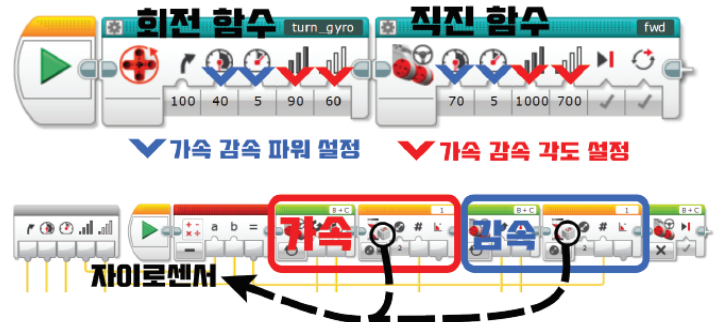 회전 함수 turn_gyro
직진 함수 fwd
100 40 5 90 60
70 5 1000 700
가속 감속 파워 설정
가속 감속 각도 설정
a b =
B+C
1
B+C
1
B+C
가속 #
감속 #
2
2
자이로센서